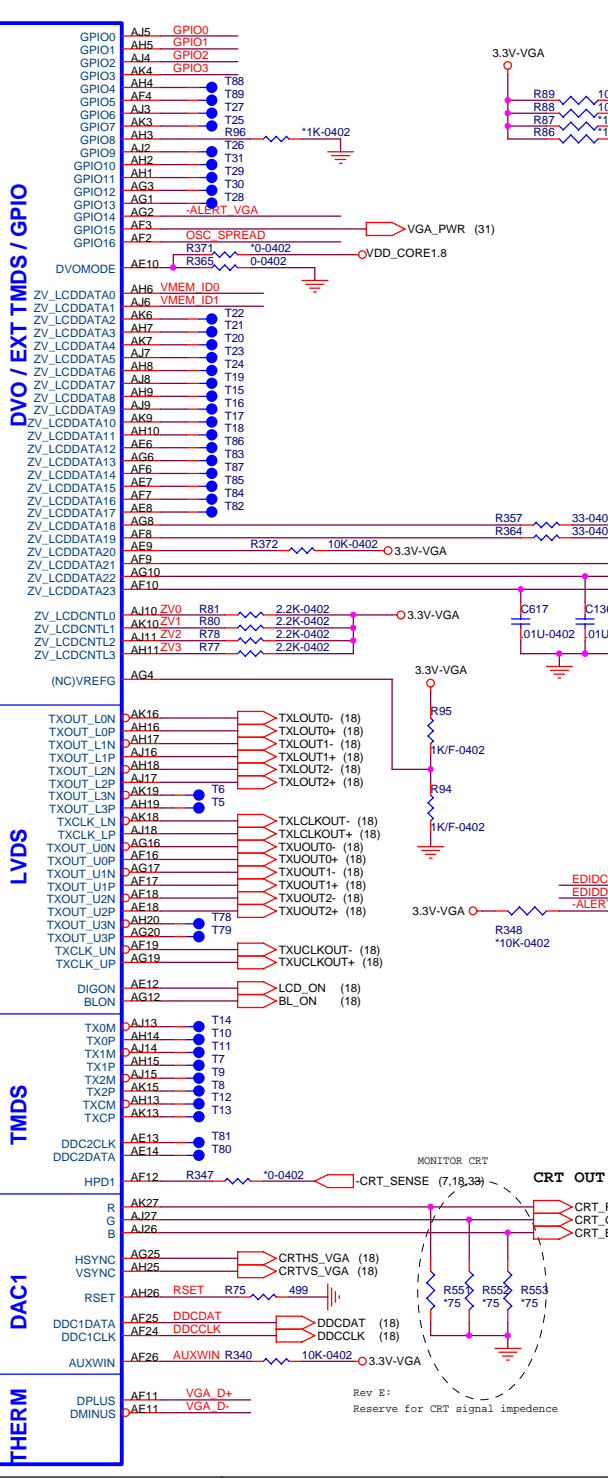 GPIO0 AJ5 GPIO0
GPIO1 AH5 GPIO1
GPIO2 AJ4 GPIO2
GPIO3 AK4 GPIO3
GPIO4 AH4 T88
GPIO5 AF4 T89
GPIO6 AJ3 T27
GPIO7 AK3 T25
GPIO8 AH3 R96 *1K-0402
GPIO9 AJ2 T26
GPIO10 AH2 T31
GPIO11 AH1 T29
GPIO12 AG3 T30
GPIO13 AG1 T28
GPIO14 AG2 -ALERT_VGA
GPIO15 AF3 VGA_PWR (31)
GPIO16 AF2 OSC_SPREAD
R371 *0-0402 VDD_CORE1.8
DVOMODE AE10 R365 0-0402
3.3V-VGA
R89
R88
R87
R86
DVO / EXT TMDS / GPIO
ZV_LCDDATA0 AH6 VMEM_ID0
ZV_LCDDATA1 AJ6 VMEM_ID1
ZV_LCDDATA2 AK6 T22
ZV_LCDDATA3 AH7 T21
ZV_LCDDATA4 AK7 T20
ZV_LCDDATA5 AJ7 T23
ZV_LCDDATA6 AH8 T24
ZV_LCDDATA7 AJ8 T19
ZV_LCDDATA8 AH9 T15
ZV_LCDDATA9 AJ9 T16
ZV_LCDDATA10 AK9 T17
ZV_LCDDATA11 AH10 T18
ZV_LCDDATA12 AE6 T86
ZV_LCDDATA13 AG6 T83
ZV_LCDDATA14 AF6 T87
ZV_LCDDATA15 AE7 T85
ZV_LCDDATA16 AF7 T84
ZV_LCDDATA17 AE8 T82
ZV_LCDDATA18 AG8 R357 33-040
ZV_LCDDATA19 AF8 R364 33-040
ZV_LCDDATA20 AE9 R372 10K-0402 3.3V-VGA
ZV_LCDDATA21 AF9
ZV_LCDDATA22 AG10
ZV_LCDDATA23 AF10
C617 .01U-0402
ZV_LCDCNTL0 AJ10 ZV0 R81 2.2K-0402 3.3V-VGA
ZV_LCDCNTL1 AK10 ZV1 R80 2.2K-0402
ZV_LCDCNTL2 AJ11 ZV2 R78 2.2K-0402
ZV_LCDCNTL3 AH11 ZV3 R77 2.2K-0402
(NC)VREFG AG4
3.3V-VGA
R95
1K/F-0402
R94
1K/F-0402
LVDS
TXOUT_L0N AK16 TXLOUT0- (18)
TXOUT_L0P AH16 TXLOUT0+ (18)
TXOUT_L1N AH17 TXLOUT1- (18)
TXOUT_L1P AJ16 TXLOUT1+ (18)
TXOUT_L2N AH18 TXLOUT2- (18)
TXOUT_L2P AJ17 TXLOUT2+ (18)
TXOUT_L3N AK19 T6
TXOUT_L3P AH19 T5
TXCLK_LN AK18 TXLCLKOUT- (18)
TXCLK_LP AJ18 TXLCLKOUT+ (18)
TXOUT_U0N AG16 TXUOUT0- (18)
TXOUT_U0P AF16 TXUOUT0+ (18)
TXOUT_U1N AG17 TXUOUT1- (18)
TXOUT_U1P AF17 TXUOUT1+ (18)
TXOUT_U2N AF18 TXUOUT2- (18)
TXOUT_U2P AE18 TXUOUT2+ (18)
TXOUT_U3N AH20 T78
TXOUT_U3P AG20 T79
TXCLK_UN AF19 TXUCLKOUT- (18)
TXCLK_UP AG19 TXUCLKOUT+ (18)
DIGON AE12 LCD_ON (18)
BLON AG12 BL_ON (18)
EDIDC
EDIDD
-ALER
3.3V-VGA
R348
*10K-0402
TMDS
TX0M AJ13 T14
TX0P AH14 T10
TX1M AJ14 T11
TX1P AH15 T7
TX2M AJ15 T9
TX2P AK15 T8
TXCM AH13 T12
TXCP AK13 T13
DDC2CLK AE13 T81
DDC2DATA AE14 T80
HPD1 AF12 R347 *0-0402 -CRT_SENSE (7,18,33)
MONITOR CRT
CRT OUT
DAC1
R AK27
G AJ27
B AJ26
HSYNC AG25 CRTHS_VGA (18)
VSYNC AH25 CRTVS_VGA (18)
RSET AH26 RSET R75 499
DDC1DATA AF25 DDCDAT DDCDAT (18)
DDC1CLK AF24 DDCCLK DDCCLK (18)
AUXWIN AF26 AUXWIN R340 10K-0402 3.3V-VGA
R551 R552 R553
*75 *75 *75
Rev E:
Reserve for CRT signal impedence
THERM
DPLUS AF11 VGA_D+
DMINUS AE11 VGA_D-